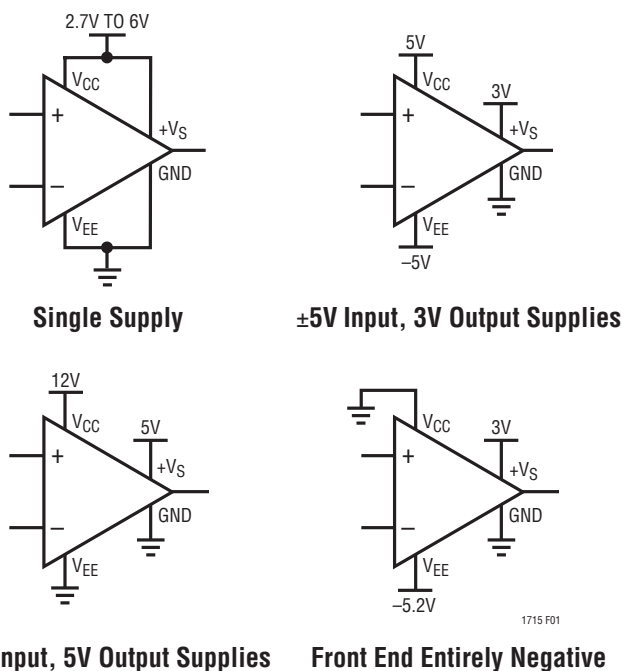 2.7V TO 6V
VCC
+
+VS
–
GND
VEE
Single Supply
5V
VCC
3V
+
+VS
–
GND
VEE
–5V
±5V Input, 3V Output Supplies
12V
VCC
5V
+
+VS
–
GND
VEE
nput, 5V Output Supplies
VCC
3V
+
+VS
–
GND
VEE
–5.2V
1715 F01
Front End Entirely Negative